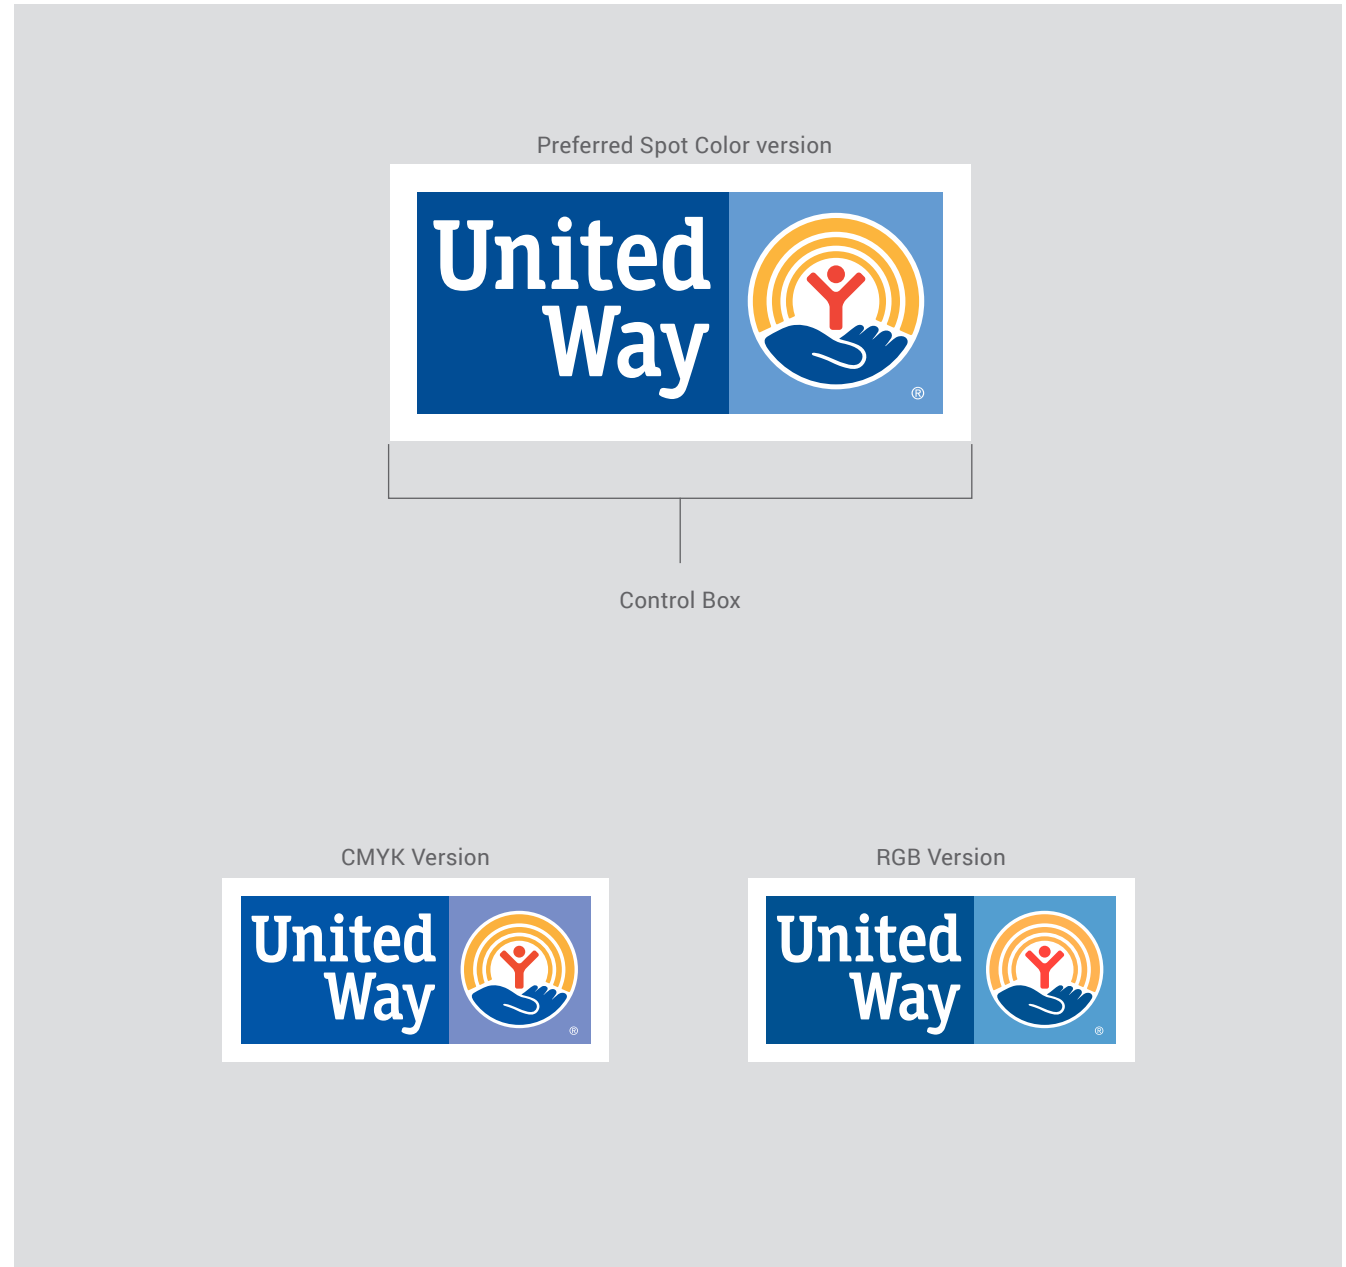 Preferred Spot Color version
United
Way
®
Control Box
CMYK Version
United
Way
®
RGB Version
United
Way
®